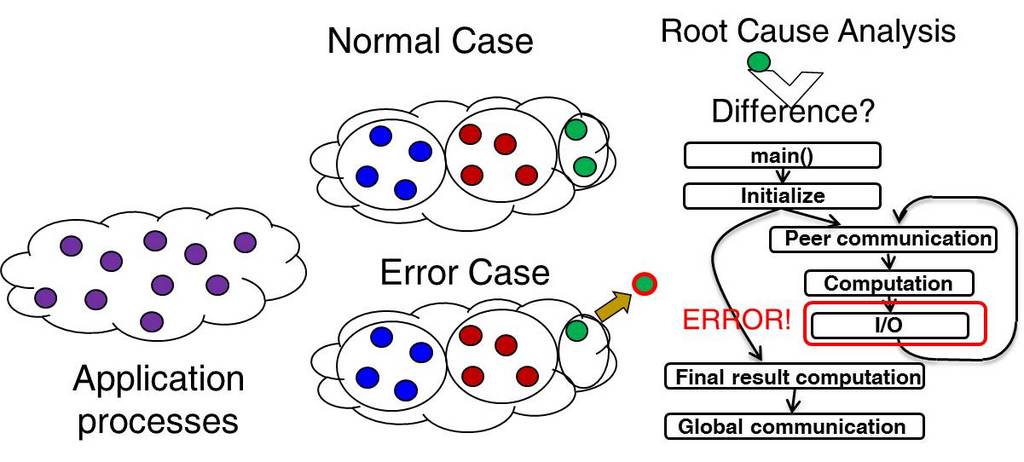 Normal Case
Root Cause Analysis
Difference?
main()
Initialize
Peer communication
Computation
ERROR!
I/O
Final result computation
Global communication
Error Case
Application
processes